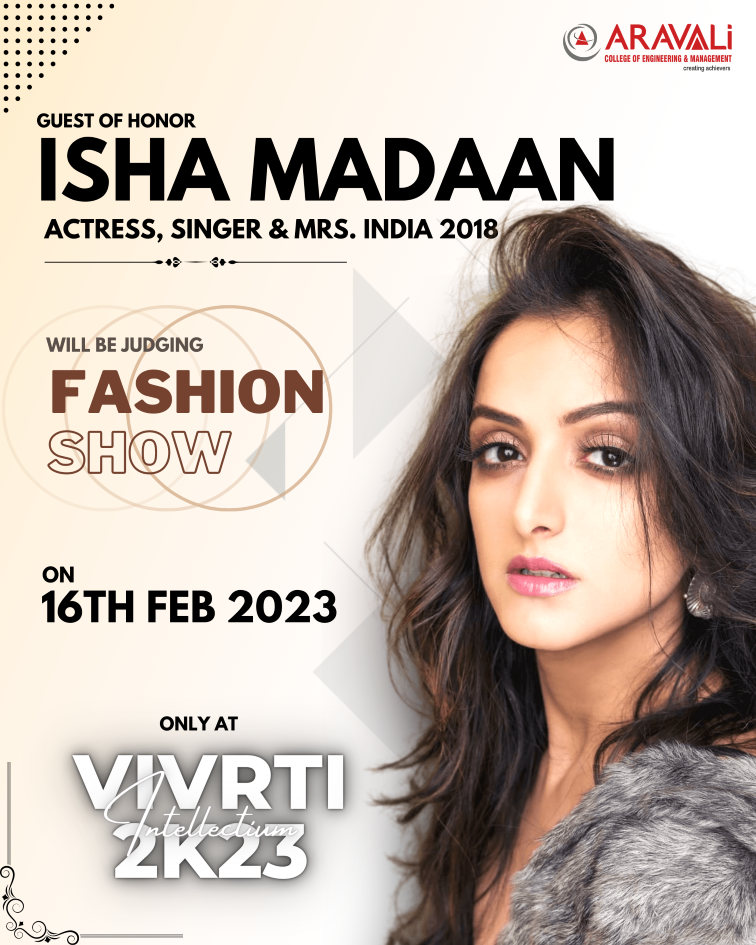 ARAVALi
COLLEGE OF ENGINEERING & MANAGEMENT
creating achievers
GUEST OF HONOR
ISHA MADAAN
ACTRESS, SINGER & MRS. INDIA 2018
WILL BE JUDGING
FASHION
SHOW
ON
16TH FEB 2023
ONLY AT
VIVRTI
Intellectium
2K23